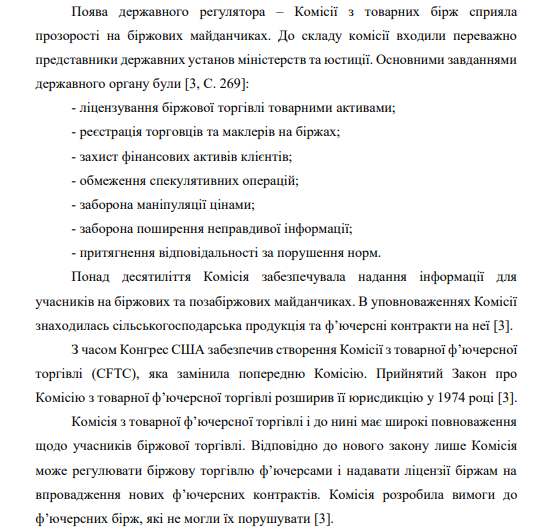 Поява державного регулятора – Комісії з товарних бірж сприяла
прозорості на біржових майданчиках. До складу комісії входили переважно
представники державних установ міністерств та юстиції. Основними завданнями
державного органу були [3, С. 269]:
- ліцензування біржової торгівлі товарними активами;
- реєстрація торговців та маклерів на біржах;
- захист фінансових активів клієнтів;
- обмеження спекулятивних операцій;
- заборона маніпуляції цінами;
- заборона поширення неправдивої інформації;
- притягнення відповідальності за порушення норм.
Понад десятиліття Комісія забезпечувала надання інформації для
учасників на біржових та позабіржових майданчиках. В уповноваженнях Комісії
знаходилась сільськогосподарська продукція та ф’ючерсні контракти на неї [3].
З часом Конгрес США забезпечив створення Комісії з товарної ф’ючерсної
торгівлі (CFTC), яка замінила попередню Комісію. Прийнятий Закон про
Комісію з товарної ф’ючерсної торгівлі розширив її юрисдикцію у 1974 році [3].
Комісія з товарної ф’ючерсної торгівлі і до нині має широкі повноваження
щодо учасників біржової торгівлі. Відповідно до нового закону лише Комісія
може регулювати біржову торгівлю ф’ючерсами і надавати ліцензії біржам на
впровадження нових ф’ючерсних контрактів. Комісія розробила вимоги до
ф’ючерсних бірж, які не могли їх порушувати [3].